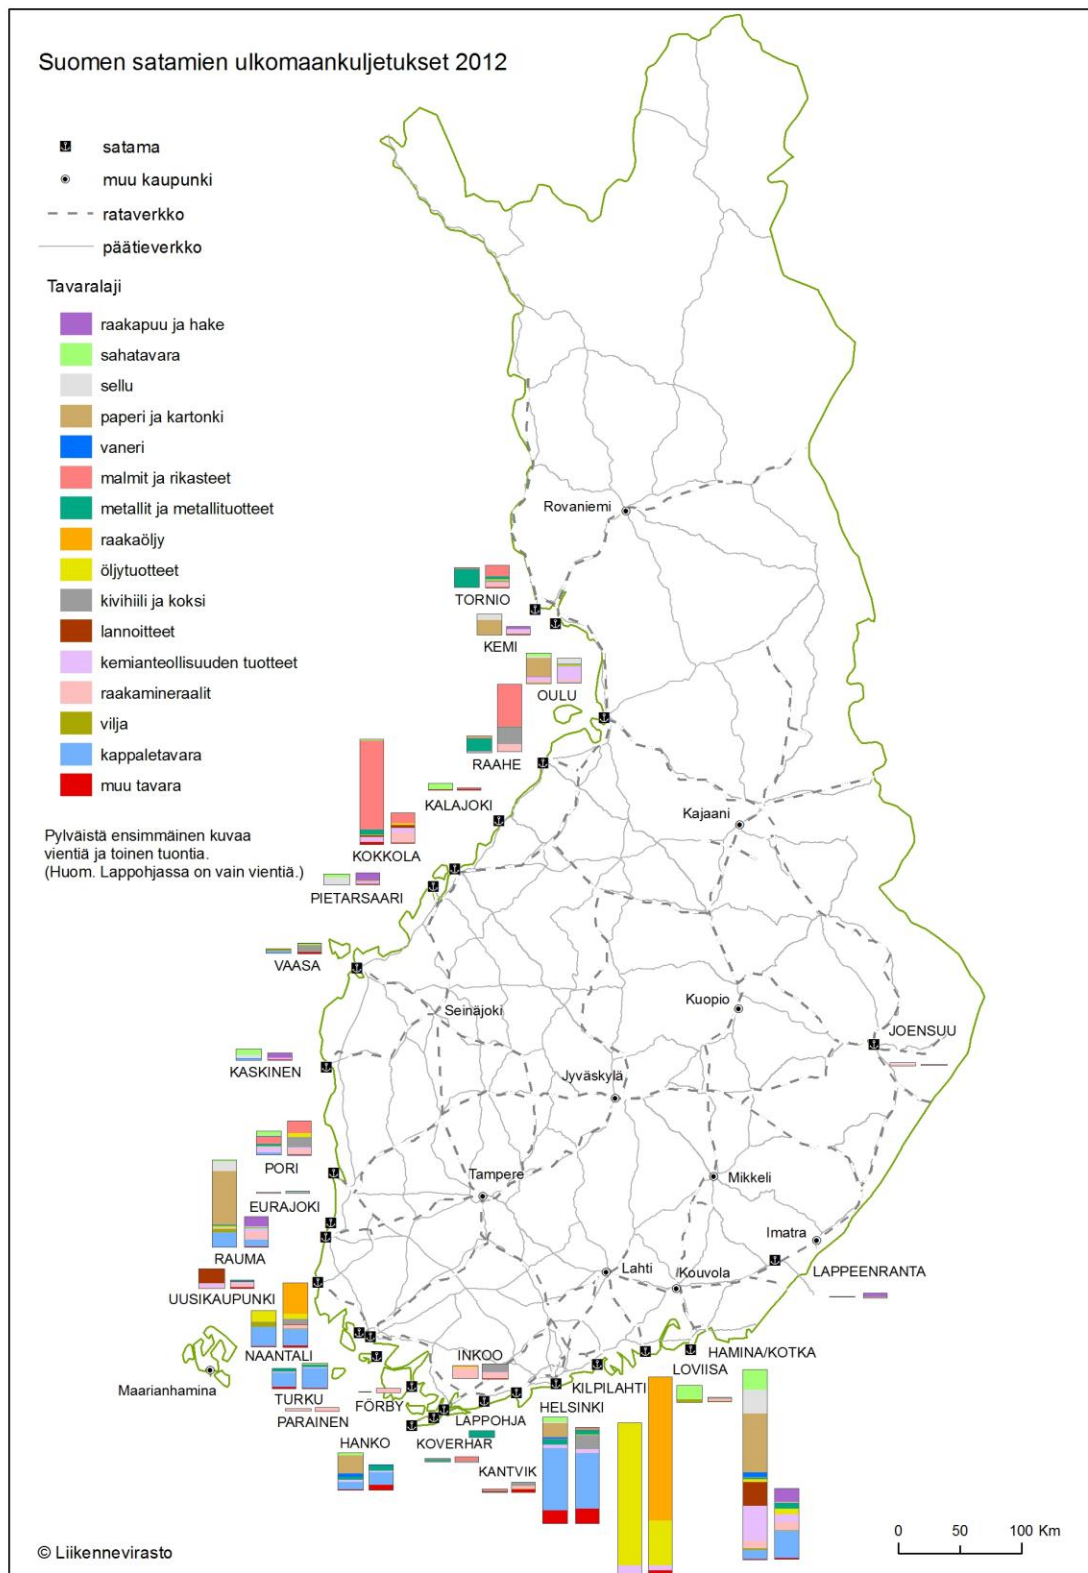 Suomen satamien ulkomaankuljetukset 2012
satama
muu kaupunki
rataverkko
päätieverkko
Tavaralaji
raakapuu ja hake
sahatavara
sellu
paperi ja kartonki
vaneri
malmit ja rikasteet
metallit ja metallituotteet
raakaöljy
öljytuotteet
kivihiili ja koksi
lannoitteet
kemianteollisuuden tuotteet
raakamineraalit
vilja
kappaletavara
muu tavara
Pylväistä ensimmäinen kuvaa
vientiä ja toinen tuontia.
(Huom. Lappohjassa on vain vientiä.)
Rovaniemi
TORNIO
KEMI
OULU
RAAHE
KALAJOKI
Kajaani
KOKKOLA
PIETARSAARI
VAASA
Kuopio
Seinäjoki
JOENSUU
KASKINEN
Jyväskylä
PORI
Tampere
Mikkeli
EURAJOKI
Imatra
RAUMA
Lahti
Kouvola
LAPPEENRANTA
UUSIKAUPUNKI
NAANTALI
INKOO
HAMINA/KOTKA
LOVIISA
KILPILAHTI
Maarianhamina
TURKU
FÖRBY
HELSINKI
PARAINEN
LAPPOHJA
HANKO
KOVERHAR
KANTVIK
0 50 100 Km
© Liikennevirasto